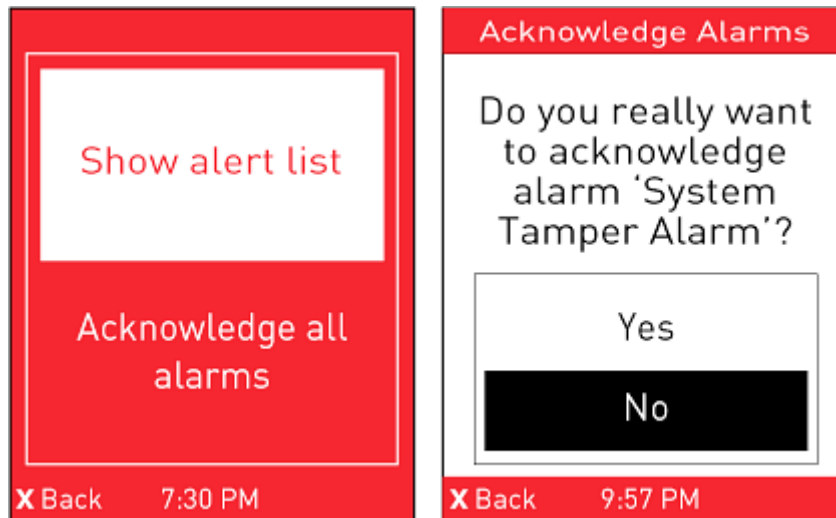 Show alert list
Acknowledge all
alarms
X Back 7:30 PM
Acknowledge Alarms
Do you really want
to acknowledge
alarm ‘System
Tamper Alarm’?
Yes
No
X Back 9:57 PM